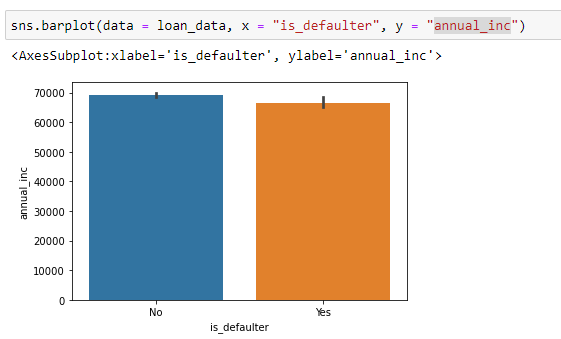 sns.barplot(data = loan_data, x = "is_defaulter", y = "annual_inc")
<AxesSubplot:xlabel='is_defaulter', ylabel='annual_inc'>
70000
60000
50000
40000
30000
20000
10000
0
annual_inc
No Yes
is_defaulter